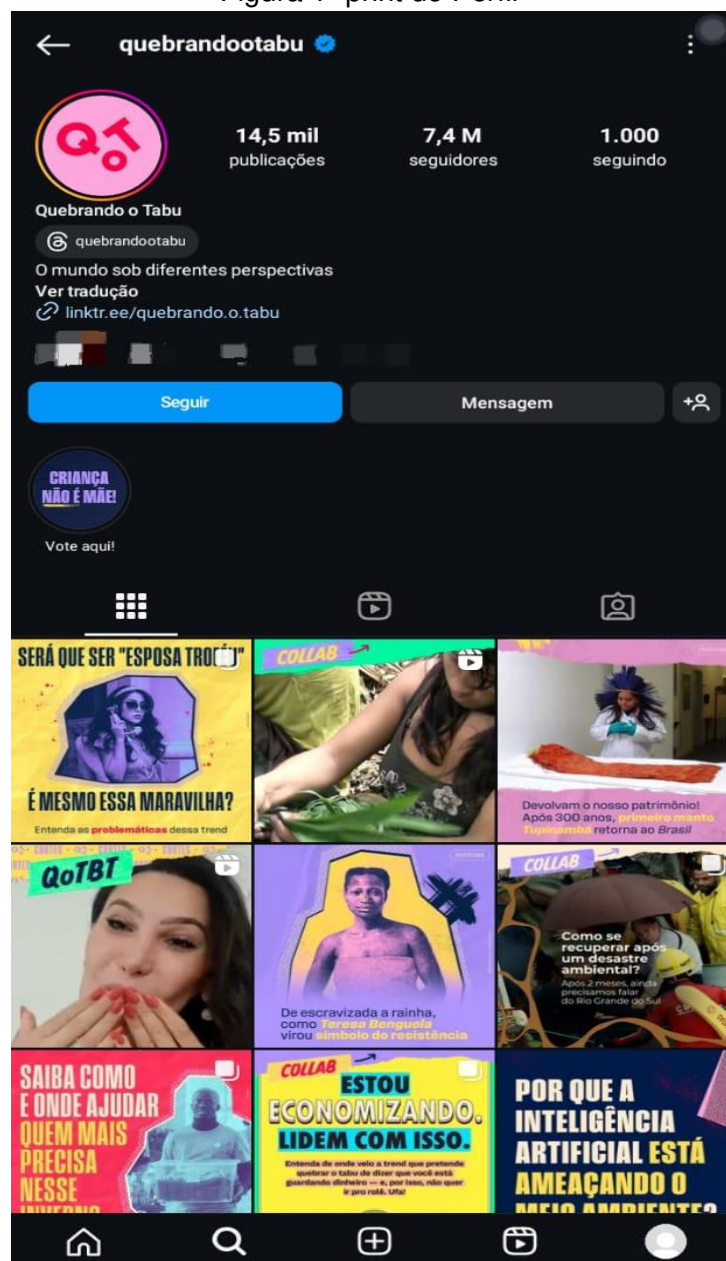 quebrandootabu
QOT
14,5 mil
7,4 M
1.000
publicações
seguidores
seguindo
Quebrando o Tabu
quebrandootabu
O mundo sob diferentes perspectivas
Ver tradução
linktr.ee/quebrando.o.tabu
Seguir
Mensagem
CRIANÇA
NÃO É MÃE!
Vote aqui!
SERÁ QUE SER "ESPOSA TROFÉU"
É MESMO ESSA MARAVILHA?
Entenda as problemáticas dessa trend
COLLAB
Devolvam o nosso patrimônio!
Após 300 anos, primeiro manto
Tupinambá retorna ao Brasil
QoTBT
De escravizada a rainha,
como Teresa Benguela
virou símbolo de resistência
COLLAB
Como se
recuperar após
um desastre
ambiental?
Após 2 meses, ainda
precisamos falar
do Rio Grande do Sul
SAIBA COMO
E ONDE AJUDAR
QUEM MAIS
PRECISA
NESSE
INVERNO
COLLAB
ESTOU
ECONOMIZANDO.
LIDEM COM ISSO.
Entenda de onde veio a trend que pretende
quebrar o tabu de dizer que você está
guardando dinheiro — e, por isso, não quer
ir pro rolê. Ufa!
POR QUE A
INTELIGÊNCIA
ARTIFICIAL ESTÁ
AMEAÇANDO O
MEIO AMBIENTE?